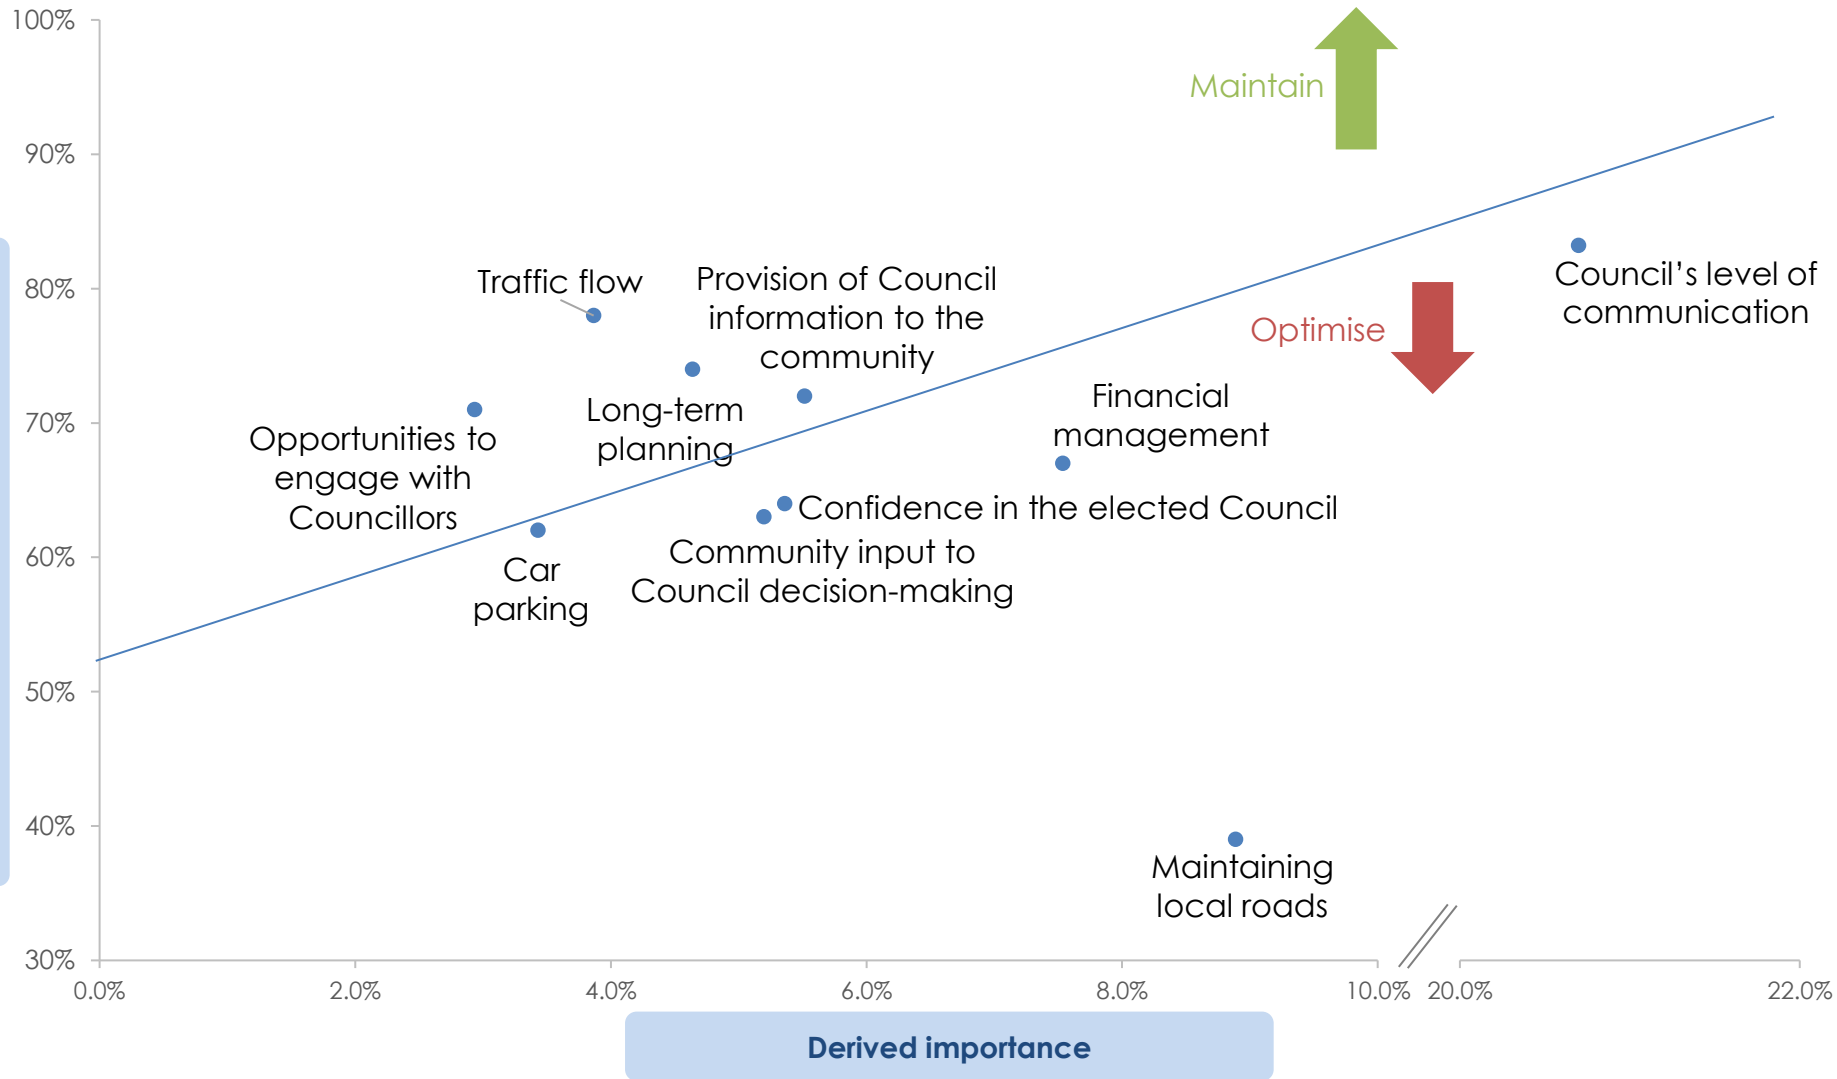 100%
90%
80%
70%
60%
50%
40%
30%
Maintain
Traffic flow
Provision of Council
information to the
community
Council’s level of
communication
Optimise
Financial
management
Long-term
planning
Opportunities to
engage with
Councillors
Confidence in the elected Council
Community input to
Council decision-making
Car
parking
Maintaining
local roads
0.0%
2.0%
4.0%
6.0%
8.0%
10.0%
20.0%
22.0%
Derived importance